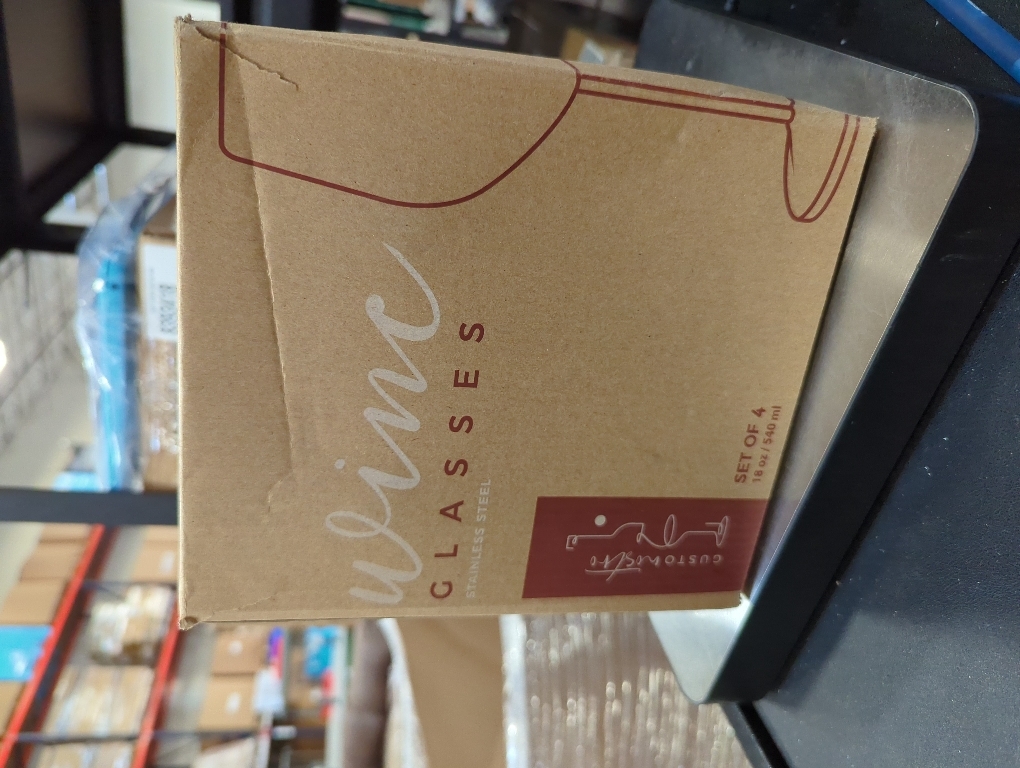 wine
GLASSES
STAINLESS STEEL
SET OF 4
18 oz / 540 ml